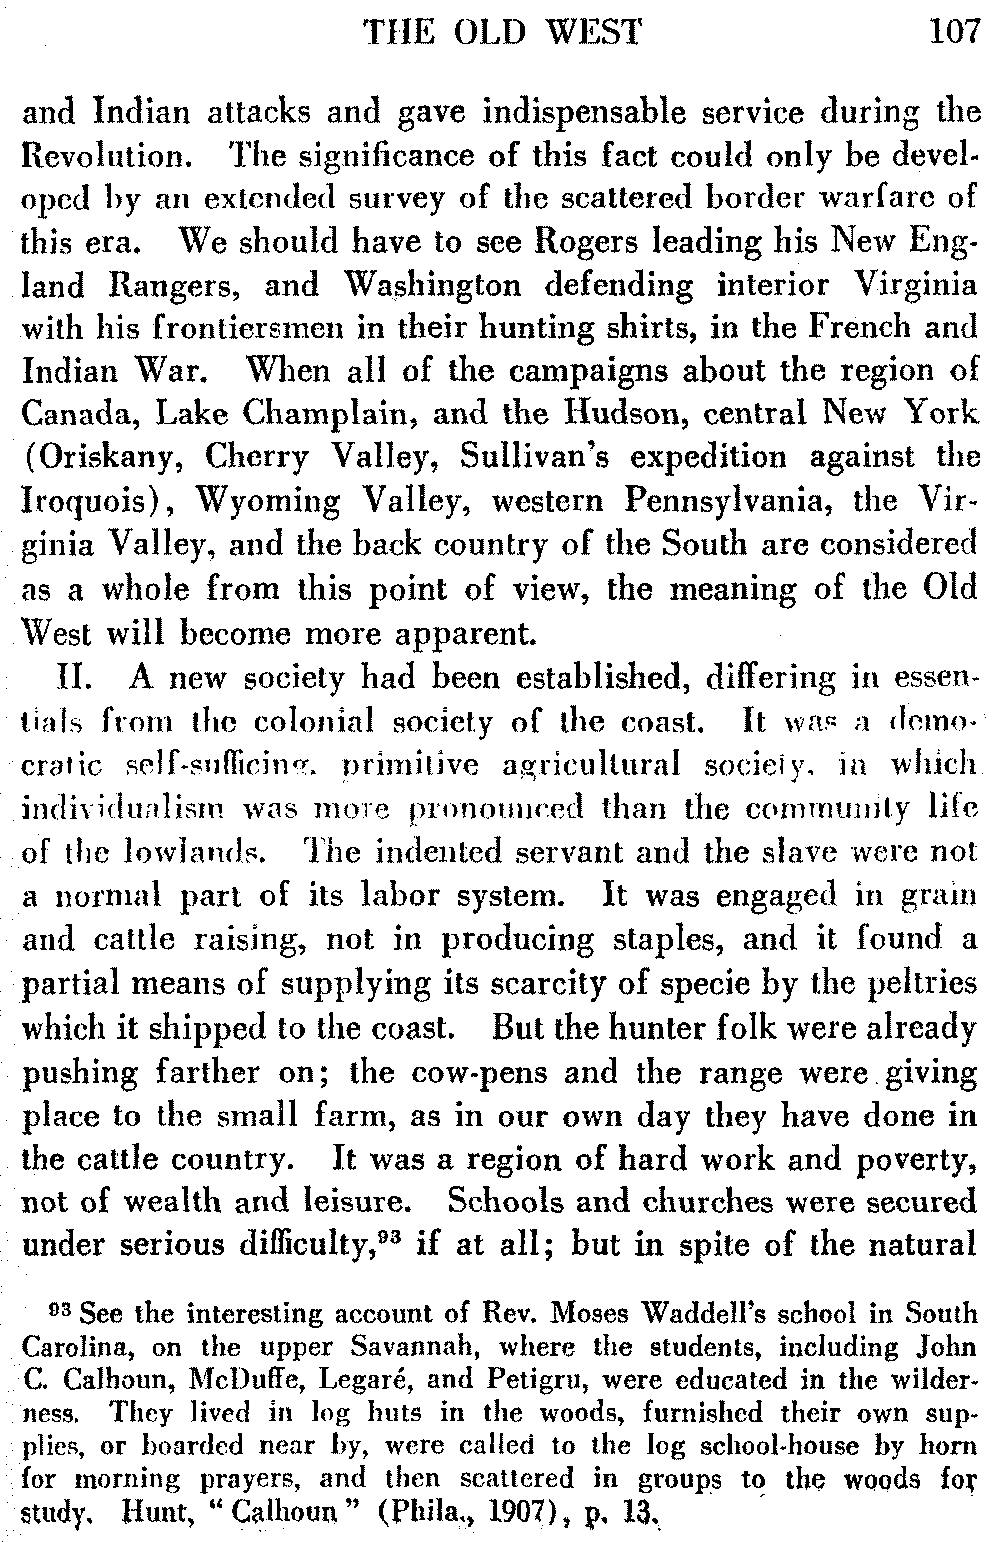 THE OLD WEST 107
and Indian attacks and gave indispensable service during the
Revolution. The significance of this fact could only be devel-
oped by an extended survey of the scattered border warfare of
this era. We should have to see Rogers leading his New Eng-
land Rangers, and Washington defending interior Virginia
with his frontiersmen in their hunting shirts, in the French and
Indian War. When all of the campaigns about the region of
Canada, Lake Champlain, and the Hudson, central New York
(Oriskany, Cherry Valley, Sullivan's expedition against the
Iroquois), Wyoming Valley, western Pennsylvania, the Vir-
ginia Valley, and the back country of the South are considered
as a whole from this point of view, the meaning of the Old
West will become more apparent.
II. A new society had been established, differing in essen-
tials from the colonial society of the coast. It was a demo-
cratic self-sufficing, primitive agricultural society, in which
individualism was more pronounced than the community life
of the lowlands. The indented servant and the slave were not
a normal part of its labor system. It was engaged in grain
and cattle raising, not in producing staples, and it found a
partial means of supplying its scarcity of specie by the peltries
which it shipped to the coast. But the hunter folk were already
pushing farther on; the cow-pens and the range were giving
place to the small farm, as in our own day they have done in
the cattle country. It was a region of hard work and poverty,
not of wealth and leisure. Schools and churches were secured
under serious difficulty,⁹³ if at all; but in spite of the natural
⁹³ See the interesting account of Rev. Moses Waddell's school in South
Carolina, on the upper Savannah, where the students, including John
C. Calhoun, McDuffe, Legaré, and Petigru, were educated in the wilder-
ness. They lived in log huts in the woods, furnished their own sup-
plies, or boarded near by, were called to the log school-house by horn
for morning prayers, and then scattered in groups to the woods for
study. Hunt, "Calhoun" (Phila., 1907), p. 13.